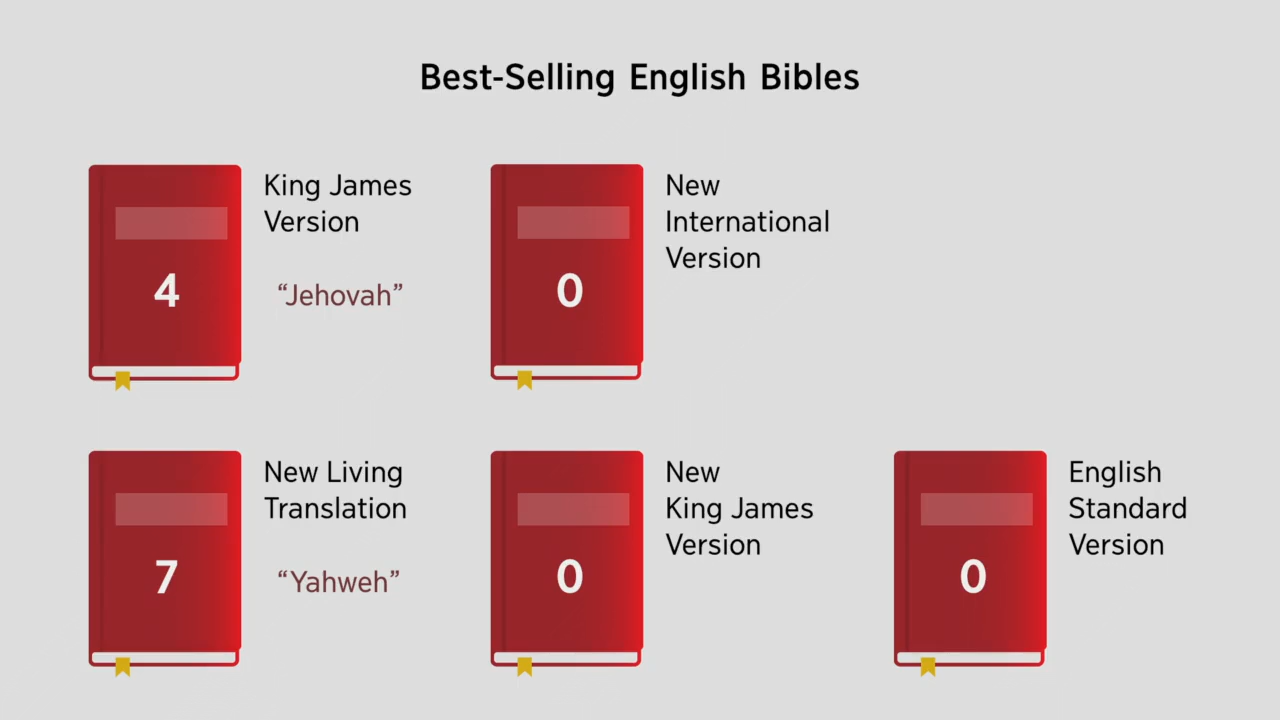 Best-Selling English Bibles
King James
Version
4
“Jehovah”
New
International
Version
0
New Living
Translation
7
“Yahweh”
New
King James
Version
0
English
Standard
Version
0